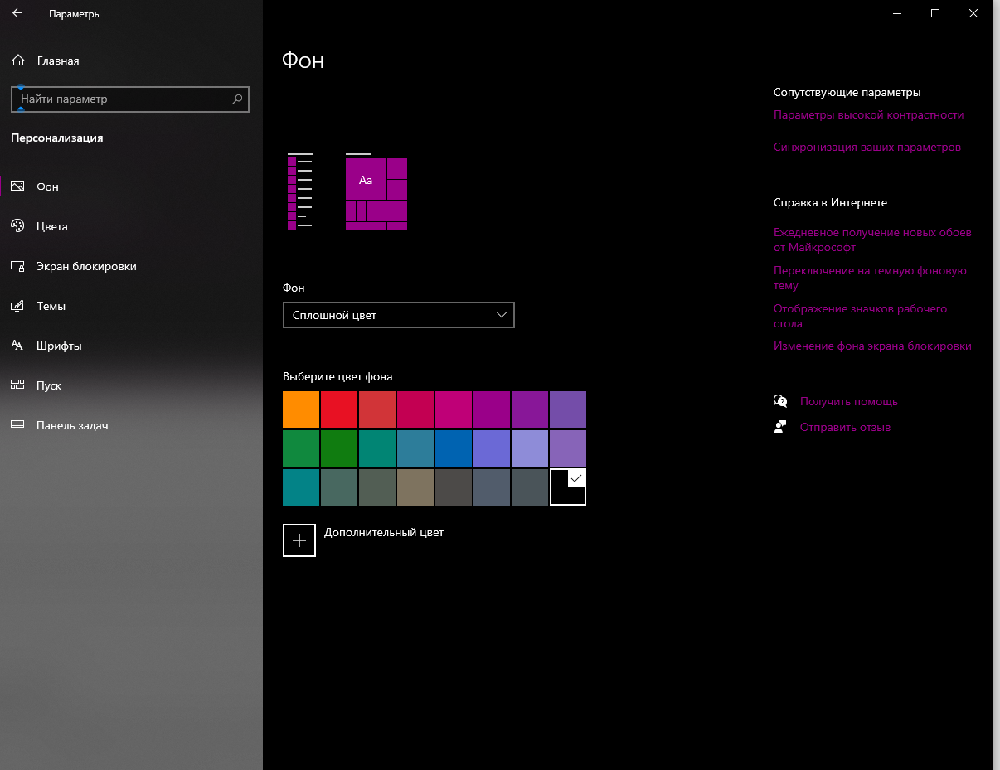 Параметры
Главная
Найти параметр
Персонализация
Фон
Цвета
Экран блокировки
Темы
Шрифты
Пуск
Панель задач
Фон
Aa
Фон
Сплошной цвет
Выберите цвет фона
Дополнительный цвет
Сопутствующие параметры
Параметры высокой контрастности
Синхронизация ваших параметров
Справка в Интернете
Ежедневное получение новых обоев
от Майкрософт
Переключение на темную фоновую
тему
Отображение значков рабочего
стола
Изменение фона экрана блокировки
Получить помощь
Отправить отзыв